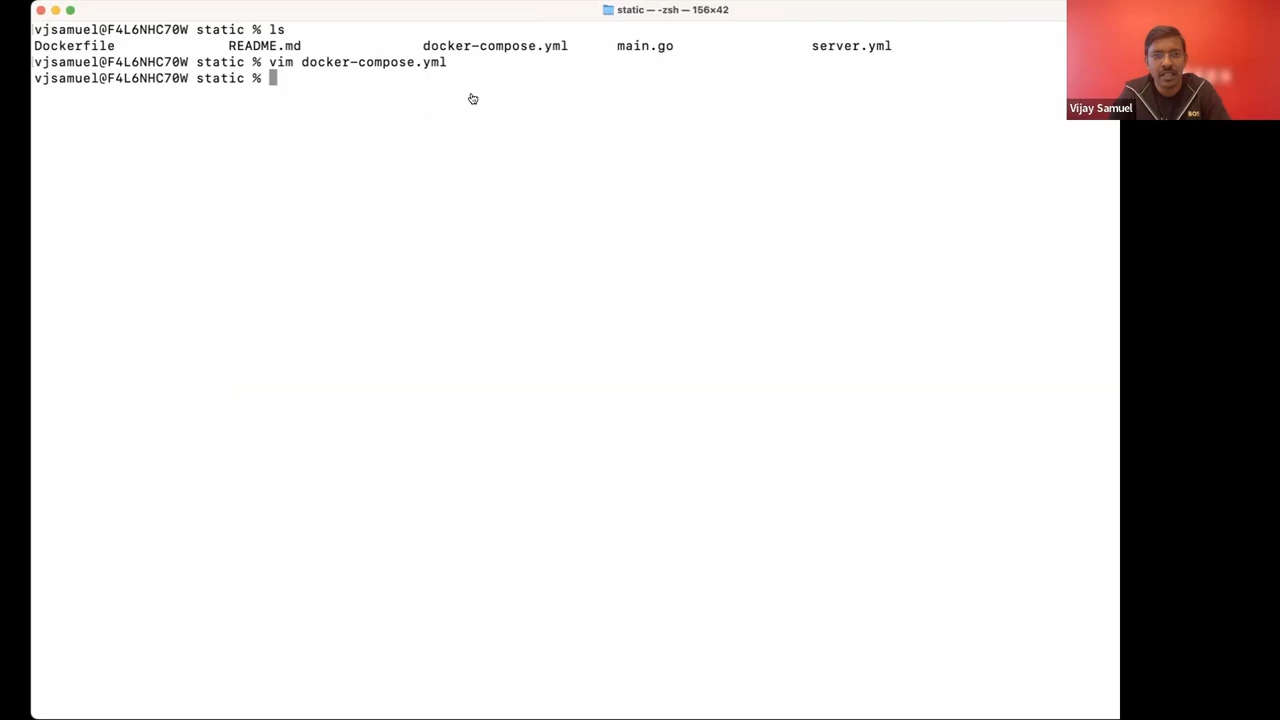 static — -zsh — 156×42
vjsamuel@F4L6NHC70W static % ls
Dockerfile README.md docker-compose.yml main.go server.yml
vjsamuel@F4L6NHC70W static % vim docker-compose.yml
vjsamuel@F4L6NHC70W static %
Vijay Samuel